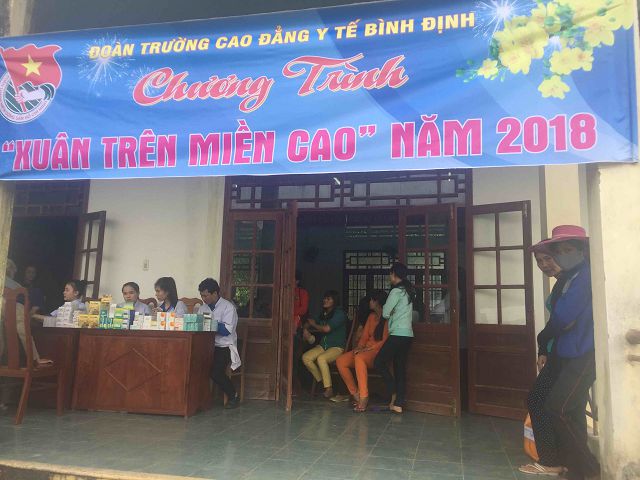 ĐOÀN TRƯỜNG CAO ĐẲNG Y TẾ BÌNH ĐỊNH
Chương Trình
"XUÂN TRÊN MIỀN CAO" NĂM 2018